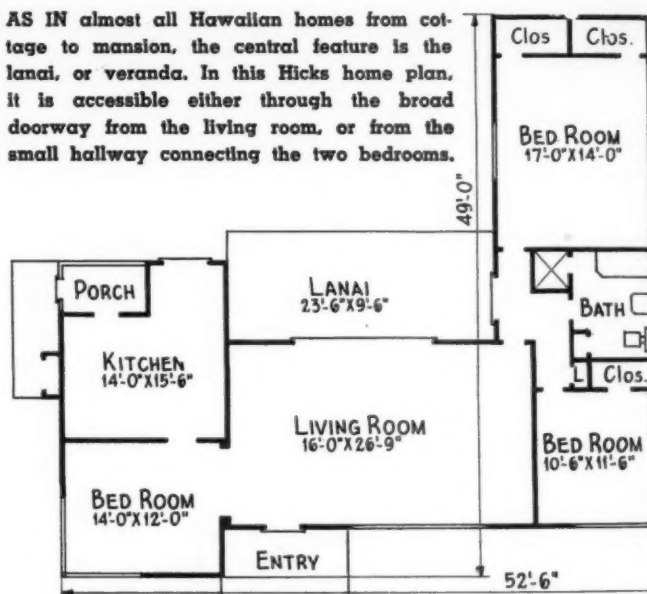 AS IN almost all Hawaiian homes from cot-
tage to mansion, the central feature is the
lanai, or veranda. In this Hicks home plan,
it is accessible either through the broad
doorway from the living room, or from the
small hallway connecting the two bedrooms.
Clos
Clos.
BED ROOM
17'-0"X14'-0"
49'-0"
PORCH
LANAI
23'-6"X9'-6"
BATH
KITCHEN
14'-0"X15'-6"
L
Clos.
LIVING ROOM
16'-0"X26'-9"
BED ROOM
10'-6"X11'-6"
BED ROOM
14'-0"X12'-0"
ENTRY
52'-6"